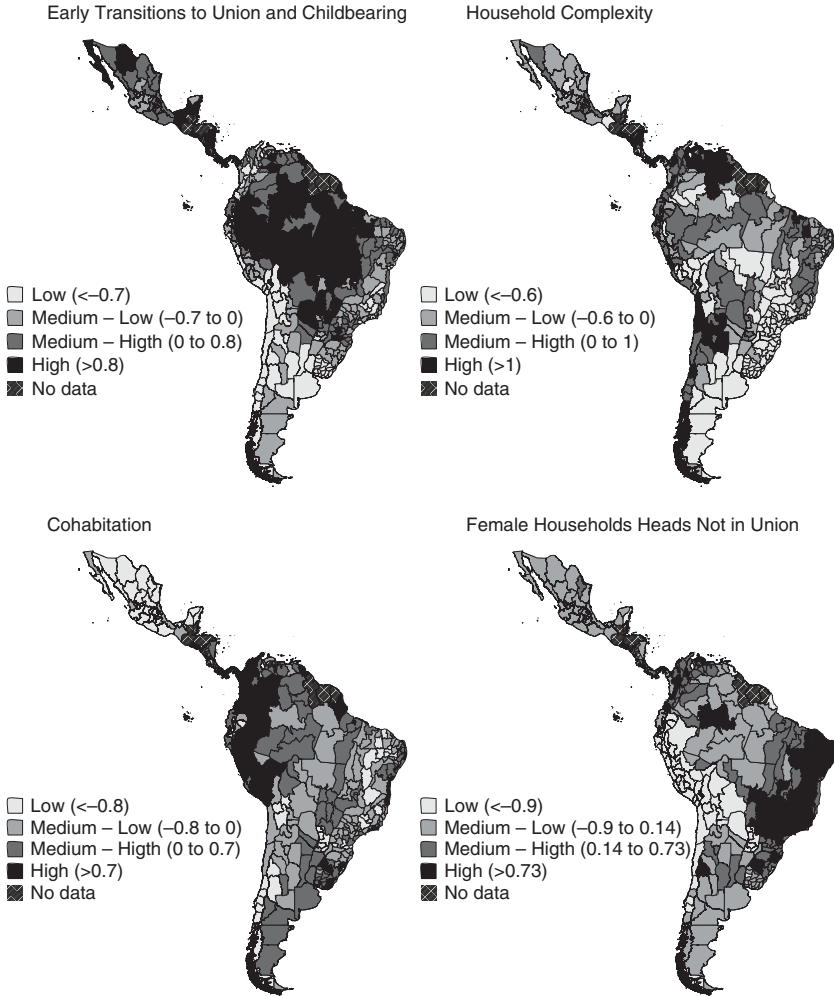 Early Transitions to Union and Childbearing
Low (<–0.7)
Medium – Low (–0.7 to 0)
Medium – Higth (0 to 0.8)
High (>0.8)
No data
Household Complexity
Low (<–0.6)
Medium – Low (–0.6 to 0)
Medium – Higth (0 to 1)
High (>1)
No data
Cohabitation
Low (<–0.8)
Medium – Low (–0.8 to 0)
Medium – Higth (0 to 0.7)
High (>0.7)
No data
Female Households Heads Not in Union
Low (<–0.9)
Medium – Low (–0.9 to 0.14)
Medium – Higth (0.14 to 0.73)
High (>0.73)
No data